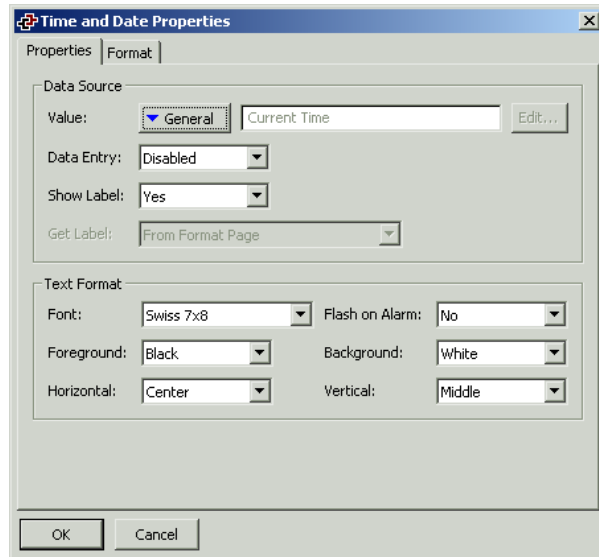 Time and Date Properties
Properties Format
Data Source
Value: General Current Time Edit...
Data Entry: Disabled
Show Label: Yes
Get Label: From Format Page
Text Format
Font: Swiss 7x8 Flash on Alarm: No
Foreground: Black Background: White
Horizontal: Center Vertical: Middle
OK Cancel